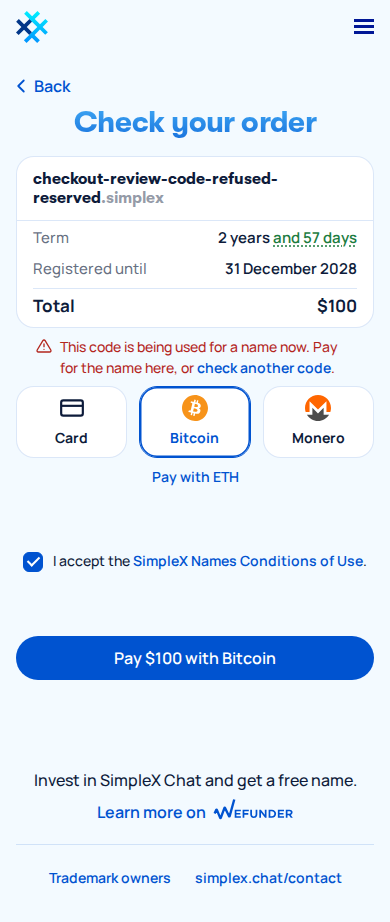 Back
Check your order
checkout-review-code-refused-
reserved.simplex
Term 2 years and 57 days
Registered until 31 December 2028
Total $100
This code is being used for a name now. Pay
for the name here, or check another code.
Card Bitcoin Monero
Pay with ETH
I accept the SimpleX Names Conditions of Use.
Pay $100 with Bitcoin
Invest in SimpleX Chat and get a free name.
Learn more on WEFUNDER
Trademark owners simplex.chat/contact